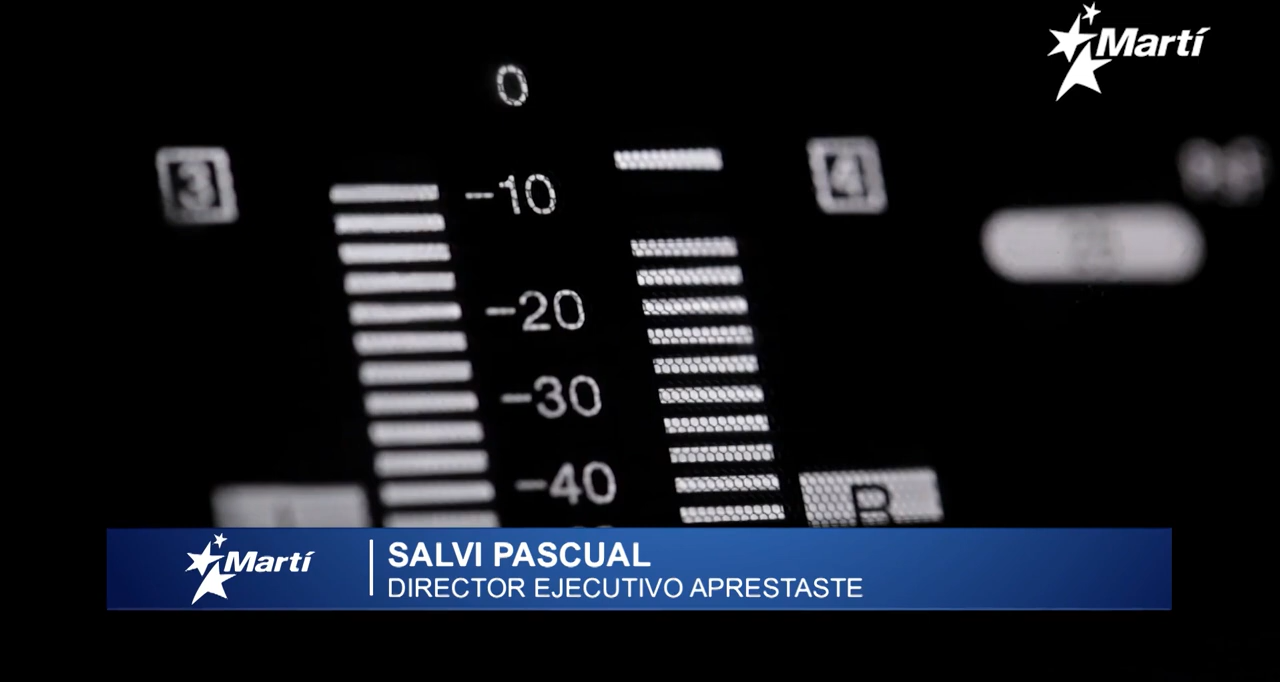 Martí
0
3
4
-10
-20
-30
-40
R
Martí
SALVI PASCUAL
DIRECTOR EJECUTIVO APRESTASTE